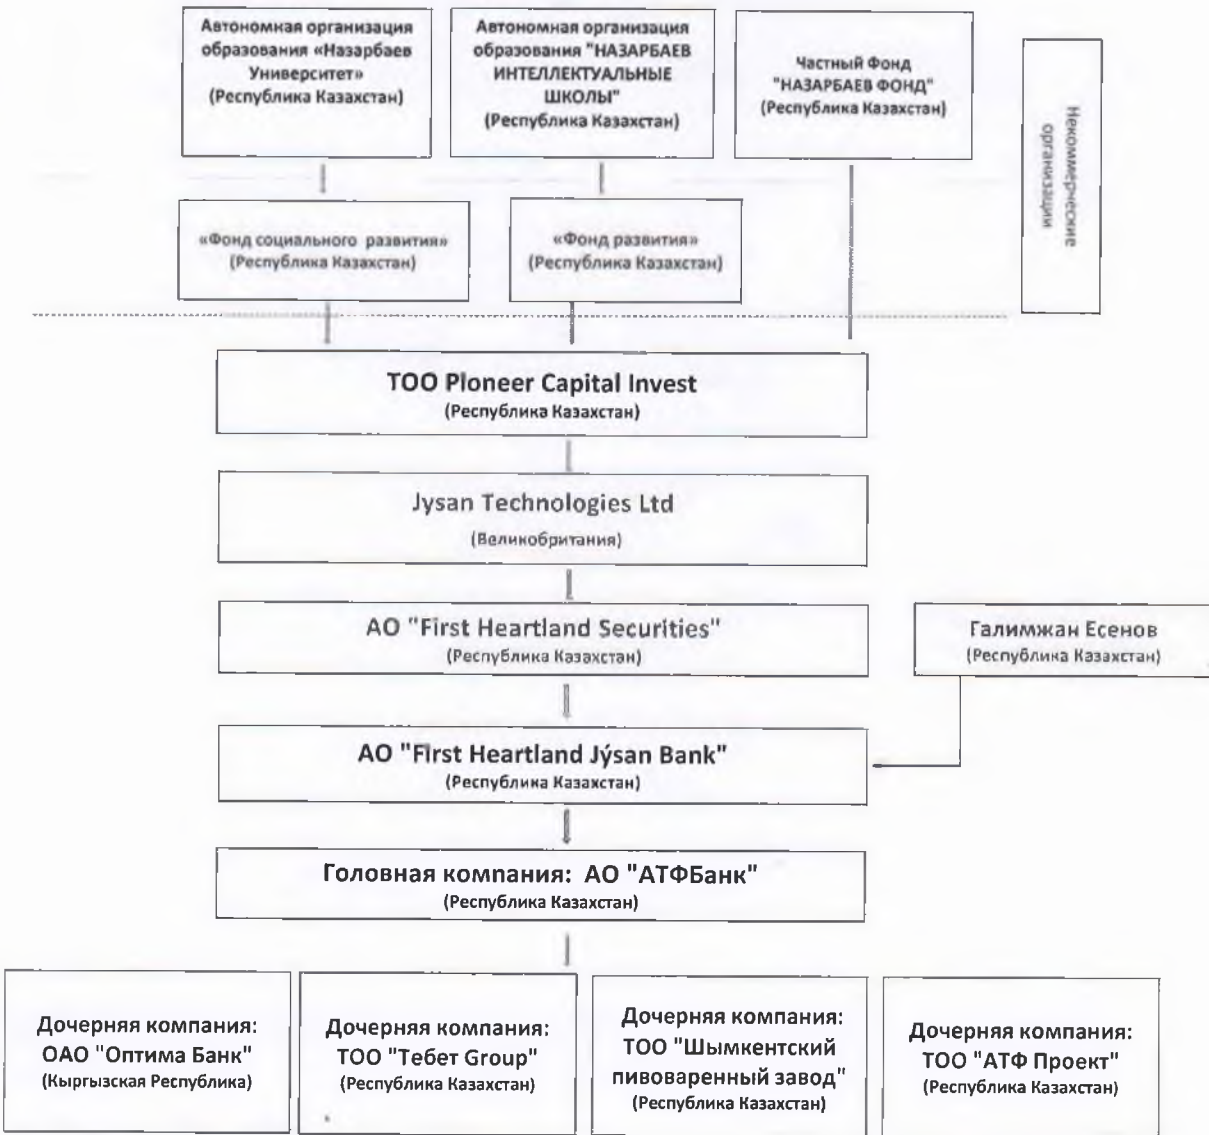 Автономная организация
образования «Назарбаев
Университет»
(Республика Казахстан)
Автономная организация
образования "НАЗАРБАЕВ
ИНТЕЛЛЕКТУАЛЬНЫЕ
ШКОЛЫ"
(Республика Казахстан)
Частный Фонд
"НАЗАРБАЕВ ФОНД"
(Республика Казахстан)
Некоммерческие
организации
«Фонд социального развития»
(Республика Казахстан)
«Фонд развития»
(Республика Казахстан)
ТОО Pioneer Capital Invest
(Республика Казахстан)
Jysan Technologies Ltd
(Великобритания)
АО "First Heartland Securities"
(Республика Казахстан)
Галимжан Есенов
(Республика Казахстан)
АО "First Heartland Jýsan Bank"
(Республика Казахстан)
Головная компания: АО "АТФБанк"
(Республика Казахстан)
Дочерняя компания:
ОАО "Оптима Банк"
(Кыргызская Республика)
Дочерняя компания:
ТОО "Тебет Group"
(Республика Казахстан)
Дочерняя компания:
ТОО "Шымкентский
пивоваренный завод"
(Республика Казахстан)
Дочерняя компания:
ТОО "АТФ Проект"
(Республика Казахстан)